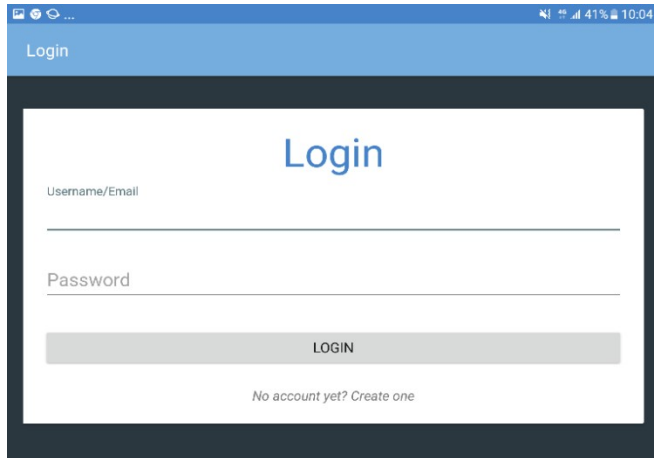 ... 41% 10:04
Login
Login
Username/Email
Password
LOGIN
No account yet? Create one